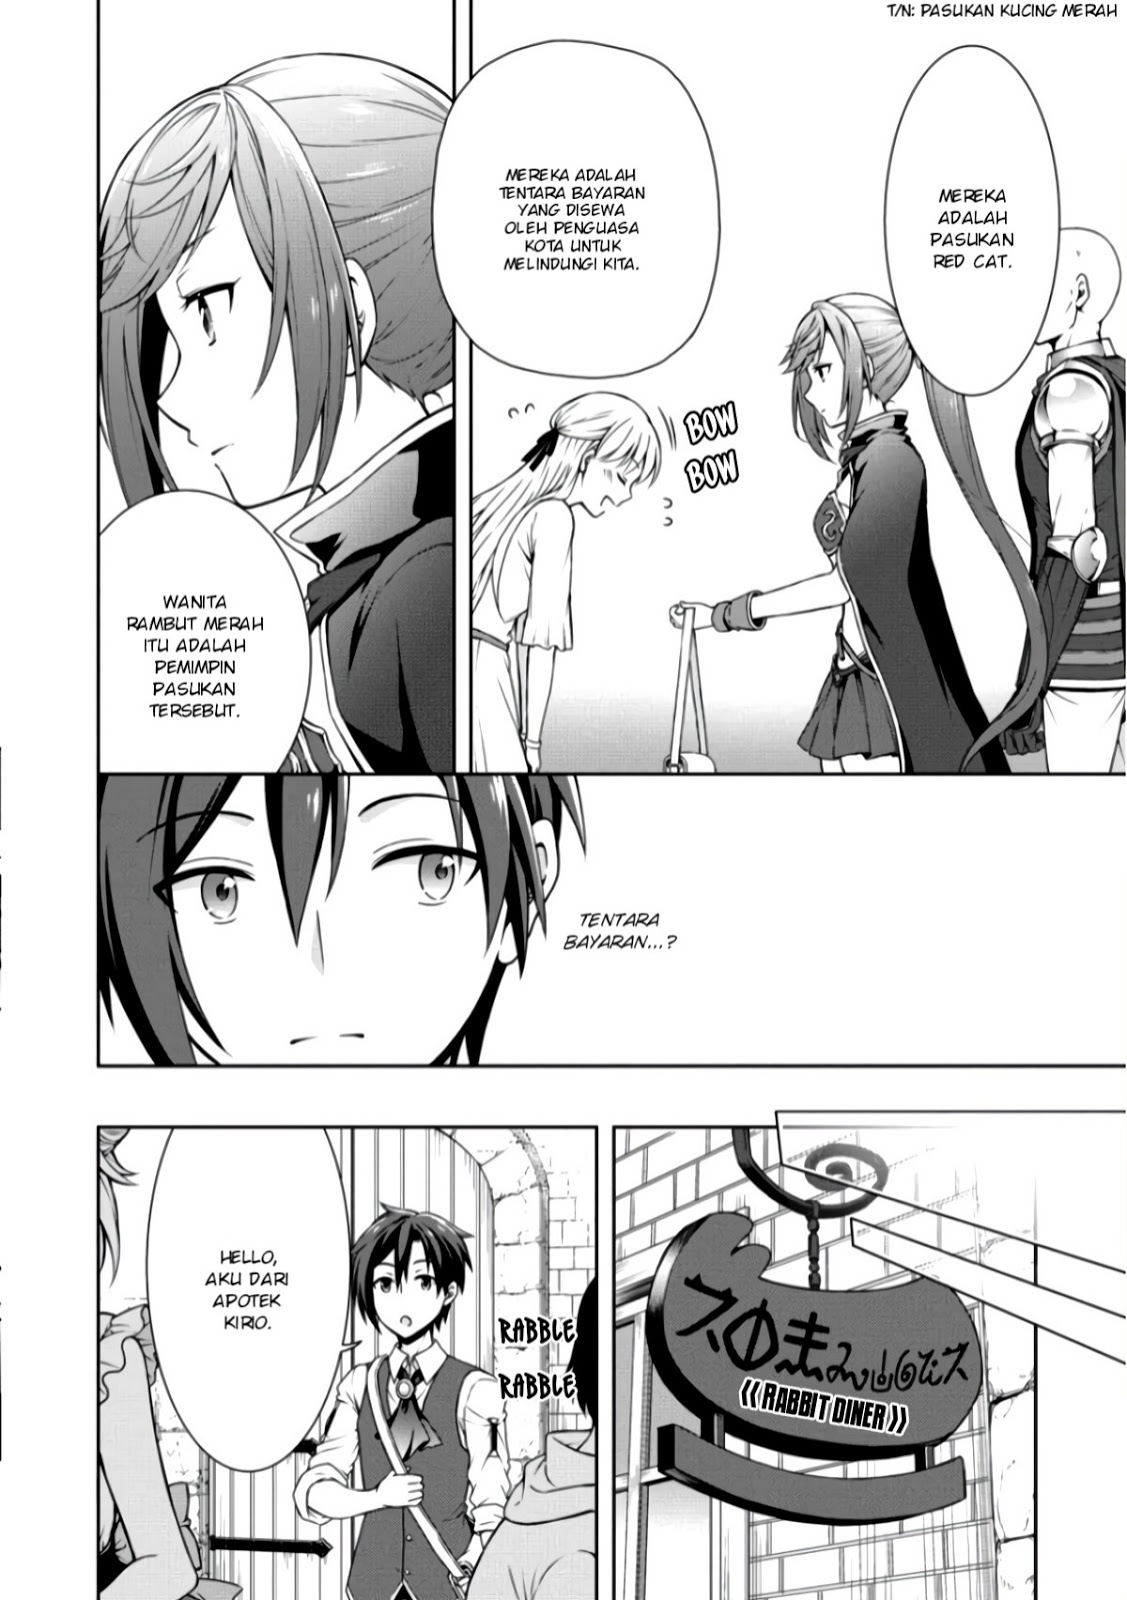 T/N: PASUKAN KUCING MERAH
MEREKA
ADALAH
PASUKAN
RED CAT.
MEREKA ADALAH
TENTARA BAYARAN
YANG DISEWA
OLEH PENGUASA
KOTA UNTUK
MELINDUNGI KITA.
BOW
BOW
WANITA
RAMBUT MERAH
ITU ADALAH
PEMIMPIN
PASUKAN
TERSEBUT.
TENTARA
BAYARAN...?
《RABBIT DINER》
HELLO,
AKU DARI
APOTEK
KIRIO.
RABBLE
RABBLE